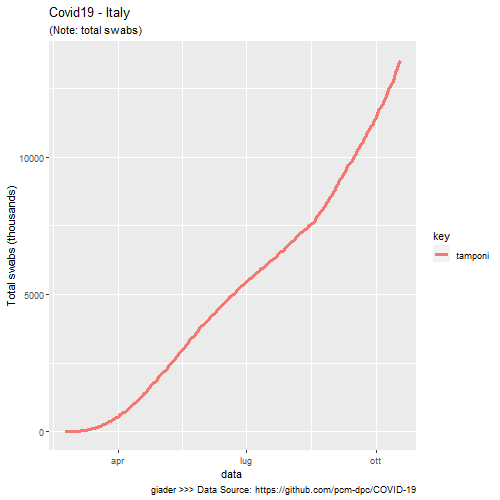 Covid19 - Italy
(Note: total swabs)
Total swabs (thousands)
10000
5000
0
apr
lug
ott
data
key
tamponi
giader >>> Data Source: https://github.com/pcm-dpc/COVID-19